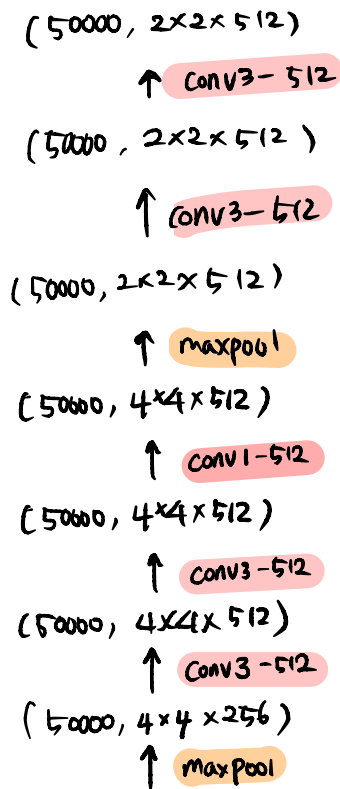 (50000, 2×2×512)
↑ conv3-512
(50000, 2×2×512)
↑ conv3-512
(50000, 2×2×512)
↑ maxpool
(50000, 4×4×512)
↑ conv1-512
(50000, 4×4×512)
↑ conv3-512
(50000, 4×4×512)
↑ conv3-512
(50000, 4×4×256)
↑ maxpool